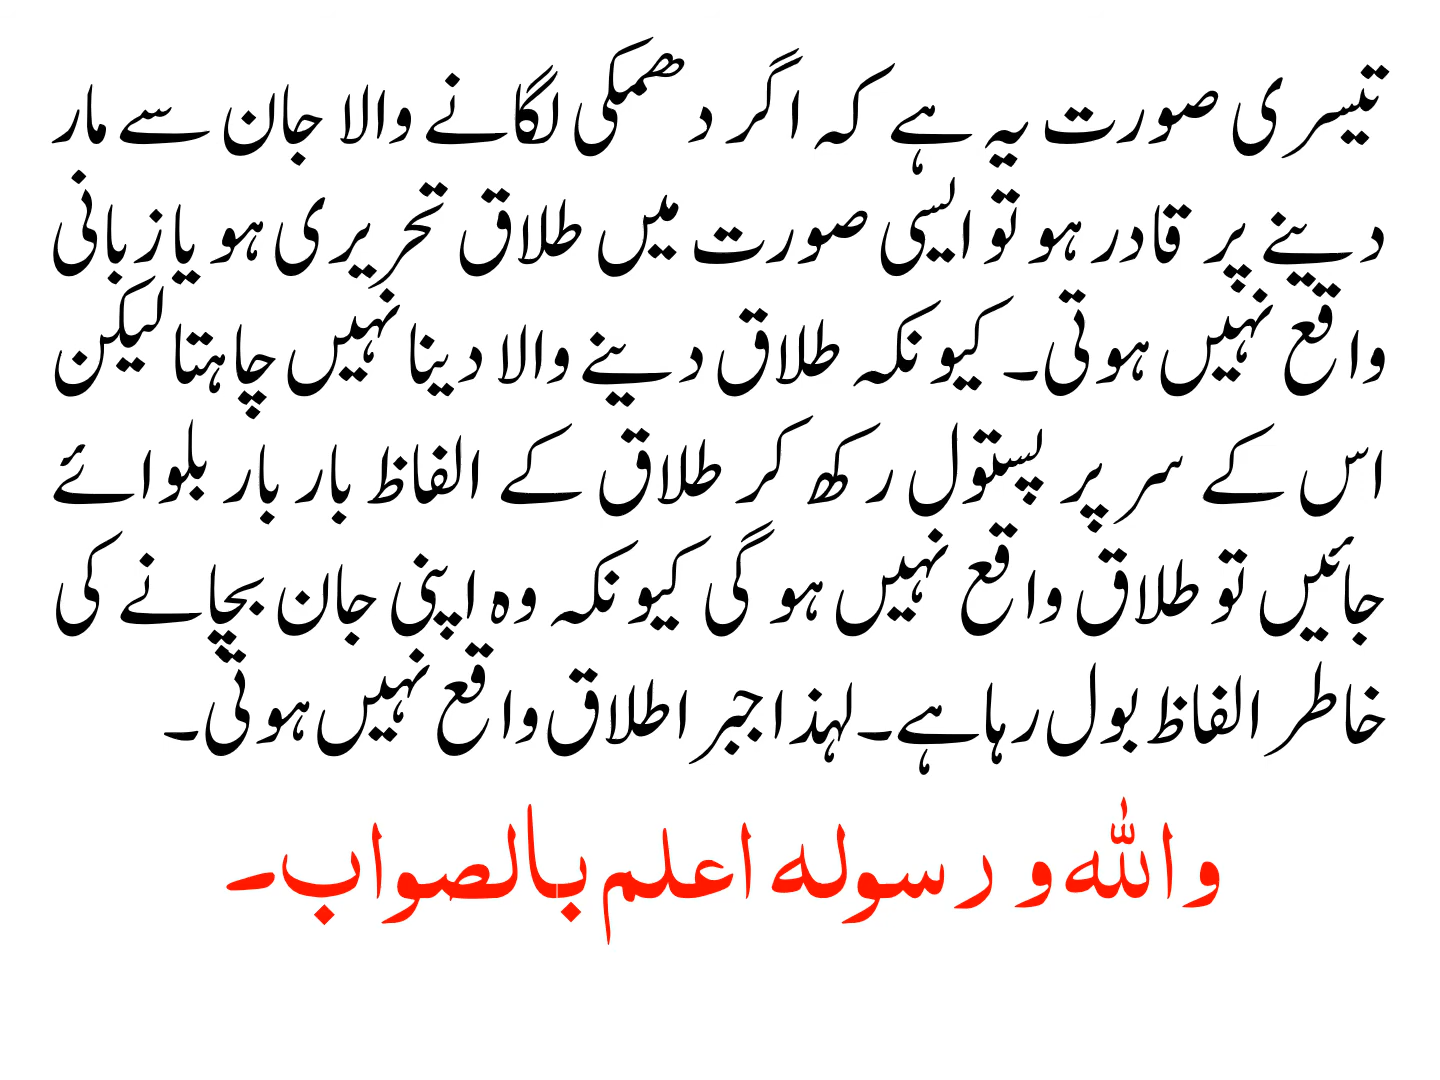 تیسری صورت یہ ہے کہ اگر دھمکی لگانے والا جان سے مار
دینے پر قادر ہو تو ایسی صورت میں طلاق تحریری ہو یا زبانی
واقع نہیں ہوتی۔ کیونکہ طلاق دینے والا دینا نہیں چاہتا لیکن
اس کے سر پر پستول رکھ کر طلاق کے الفاظ بار بار بلوائے
جائیں تو طلاق واقع نہیں ہو گی کیونکہ وہ اپنی جان بچانے کی
خاطر الفاظ بول رہا ہے۔ لہذا جبرا طلاق واقع نہیں ہوتی۔
واللہ و رسولہ اعلم بالصواب۔